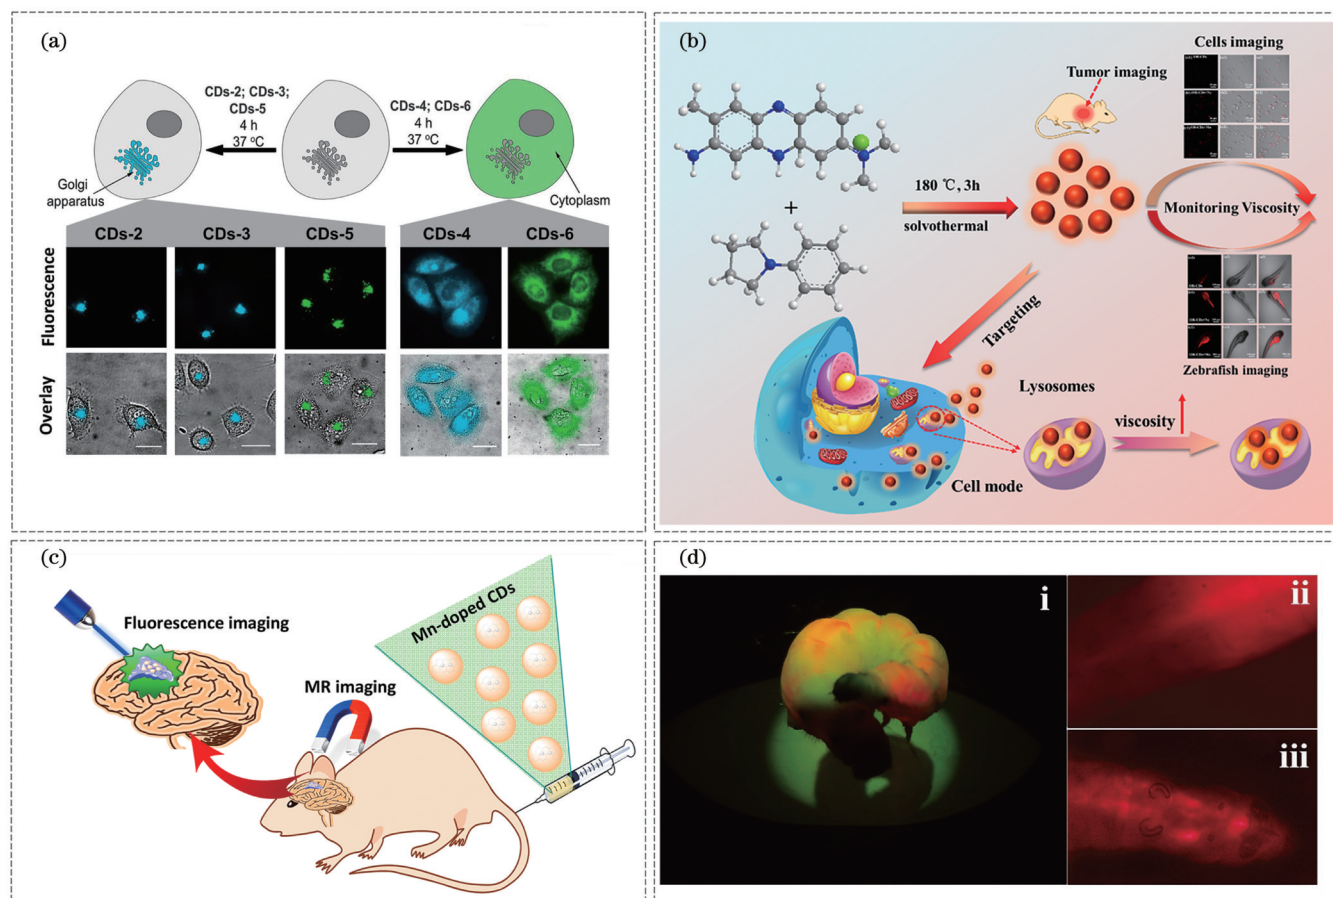 (a)
CDs-2; CDs-3;
CDs-5
4 h
37 °C
CDs-4; CDs-6
4 h
37 °C
Golgi
apparatus
Cytoplasm
CDs-2
CDs-3
CDs-5
CDs-4
CDs-6
Fluorescence
Overlay
(b)
Cells imaging
Tumor imaging
+
180 ℃, 3h
solvothermal
Monitoring Viscosity
Targeting
Zebrafish imaging
Lysosomes
viscosity
Cell mode
(c)
Mn-doped CDs
Fluorescence imaging
MR imaging
(d)
i
ii
iii